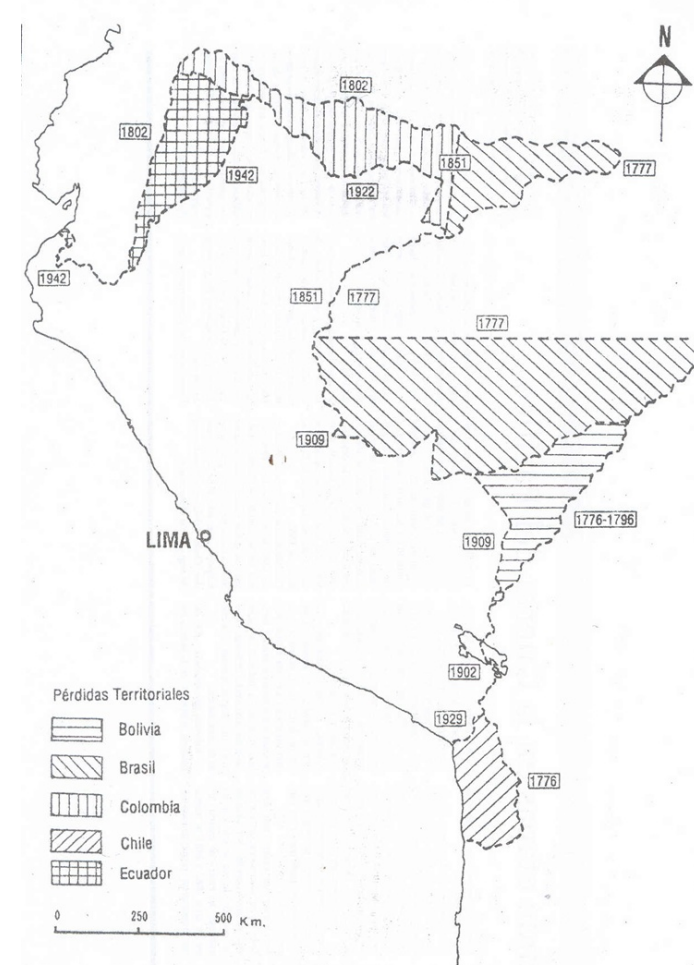 N
1802
1802
1851
1777
1942
1922
1942
1851
1777
1777
1909
1776-1796
LIMA
1909
1902
Pérdidas Territoriales
1929
Bolivia
Brasil
1776
Colombia
Chile
Ecuador
0 250 500 Km.